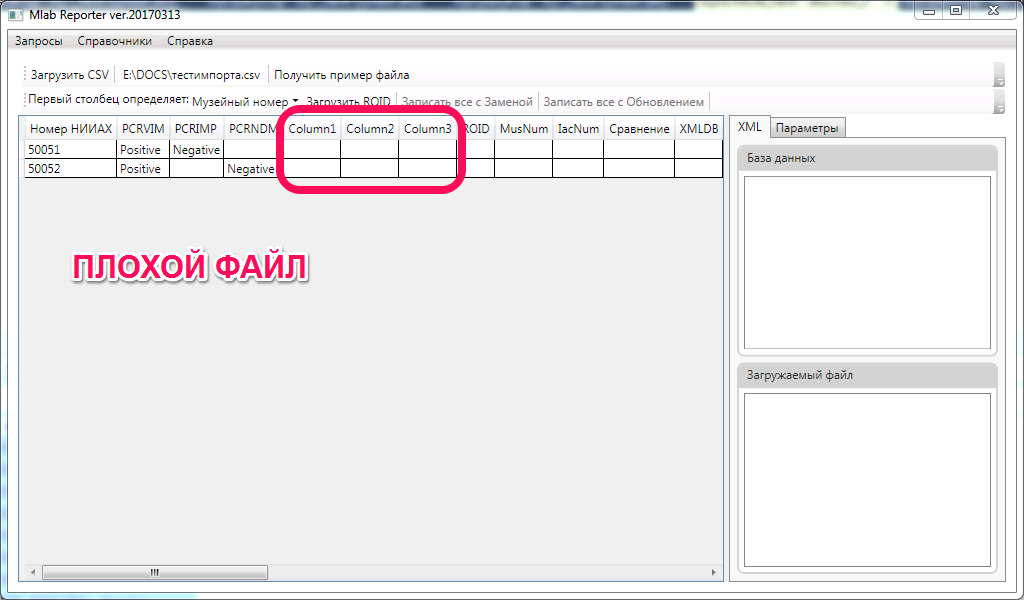 Mlab Reporter ver.20170313
Запросы Справочники Справка
Загрузить CSV E:\DOCS\тестимпорта.csv Получить пример файла
Первый столбец определяет: Музейный номер Загрузить ROID Записать все с Заменой Записать все с Обновлением
Номер НИИАХ PCRVIM PCRIMP PCRNDM Column1 Column2 Column3 ROID MusNum IacNum Сравнение XMLDB
50051 Positive Negative
50052 Positive Negative
ПЛОХОЙ ФАЙЛ
XML Параметры
База данных
Загружаемый файл